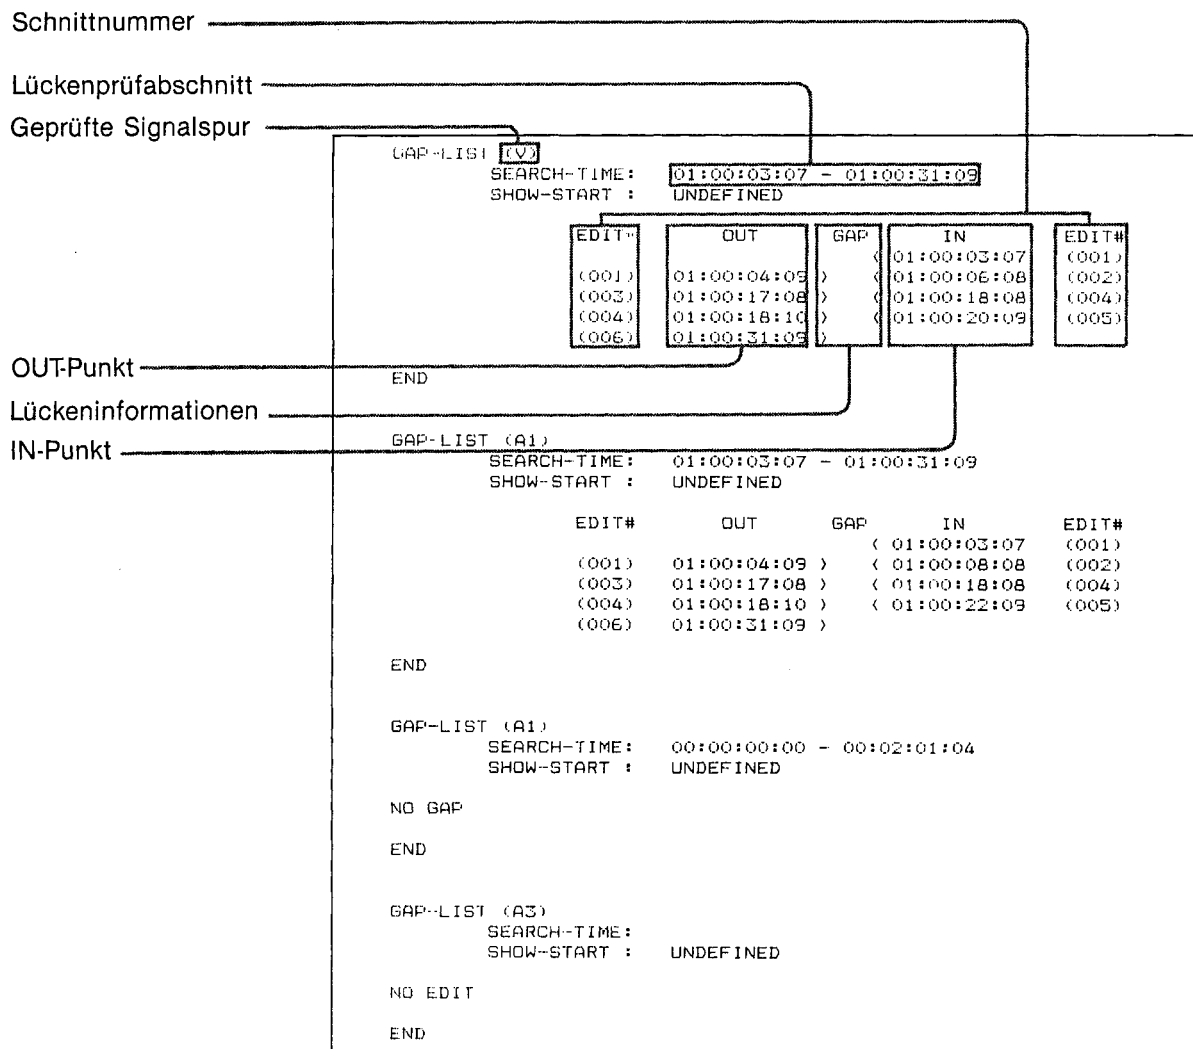 Schnittnummer
Lückenprüfabschnitt
Geprüfte Signalspur
GAP-LIST (V)
SEARCH-TIME: 01:00:03:07 - 01:00:31:09
SHOW-START : UNDEFINED
EDIT# OUT GAP IN EDIT#
( 01:00:03:07 (001)
(001) 01:00:04:09 ) ( 01:00:06:08 (002)
(003) 01:00:17:08 ) ( 01:00:18:08 (004)
(004) 01:00:18:10 ) ( 01:00:20:09 (005)
(006) 01:00:31:09 )
OUT-Punkt
END
Lückeninformationen
GAP-LIST (A1)
IN-Punkt
SEARCH-TIME: 01:00:03:07 - 01:00:31:09
SHOW-START : UNDEFINED
EDIT# OUT GAP IN EDIT#
( 01:00:03:07 (001)
(001) 01:00:04:09 ) ( 01:00:08:08 (002)
(003) 01:00:17:08 ) ( 01:00:18:08 (004)
(004) 01:00:18:10 ) ( 01:00:22:09 (005)
(006) 01:00:31:09 )
END
GAP-LIST (A1)
SEARCH-TIME: 00:00:00:00 - 00:02:01:04
SHOW-START : UNDEFINED
NO GAP
END
GAP-LIST (A3)
SEARCH-TIME:
SHOW-START : UNDEFINED
NO EDIT
END